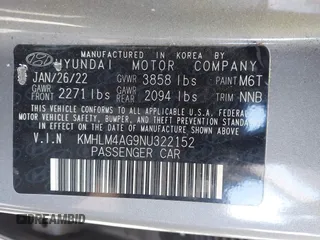 MANUFACTURED IN KOREA BY
HYUNDAI MOTOR COMPANY
JAN/26/22 GVWR 3858 lbs PAINT M6T
GAWR FRONT 2271 lbs GAWR REAR 2094 lbs TRIM NNB
THIS VEHICLE CONFORMS TO ALL APPLICABLE
U.S. FEDERAL MOTOR VEHICLE
SAFETY, BUMPER, AND THEFT PREVENTION STANDARDS
IN EFFECT ON THE DATE OF MANUFACTURE SHOWN ABOVE.
V.I.N KMHLM4AG9NU322152
PASSENGER CAR
DREAMBID